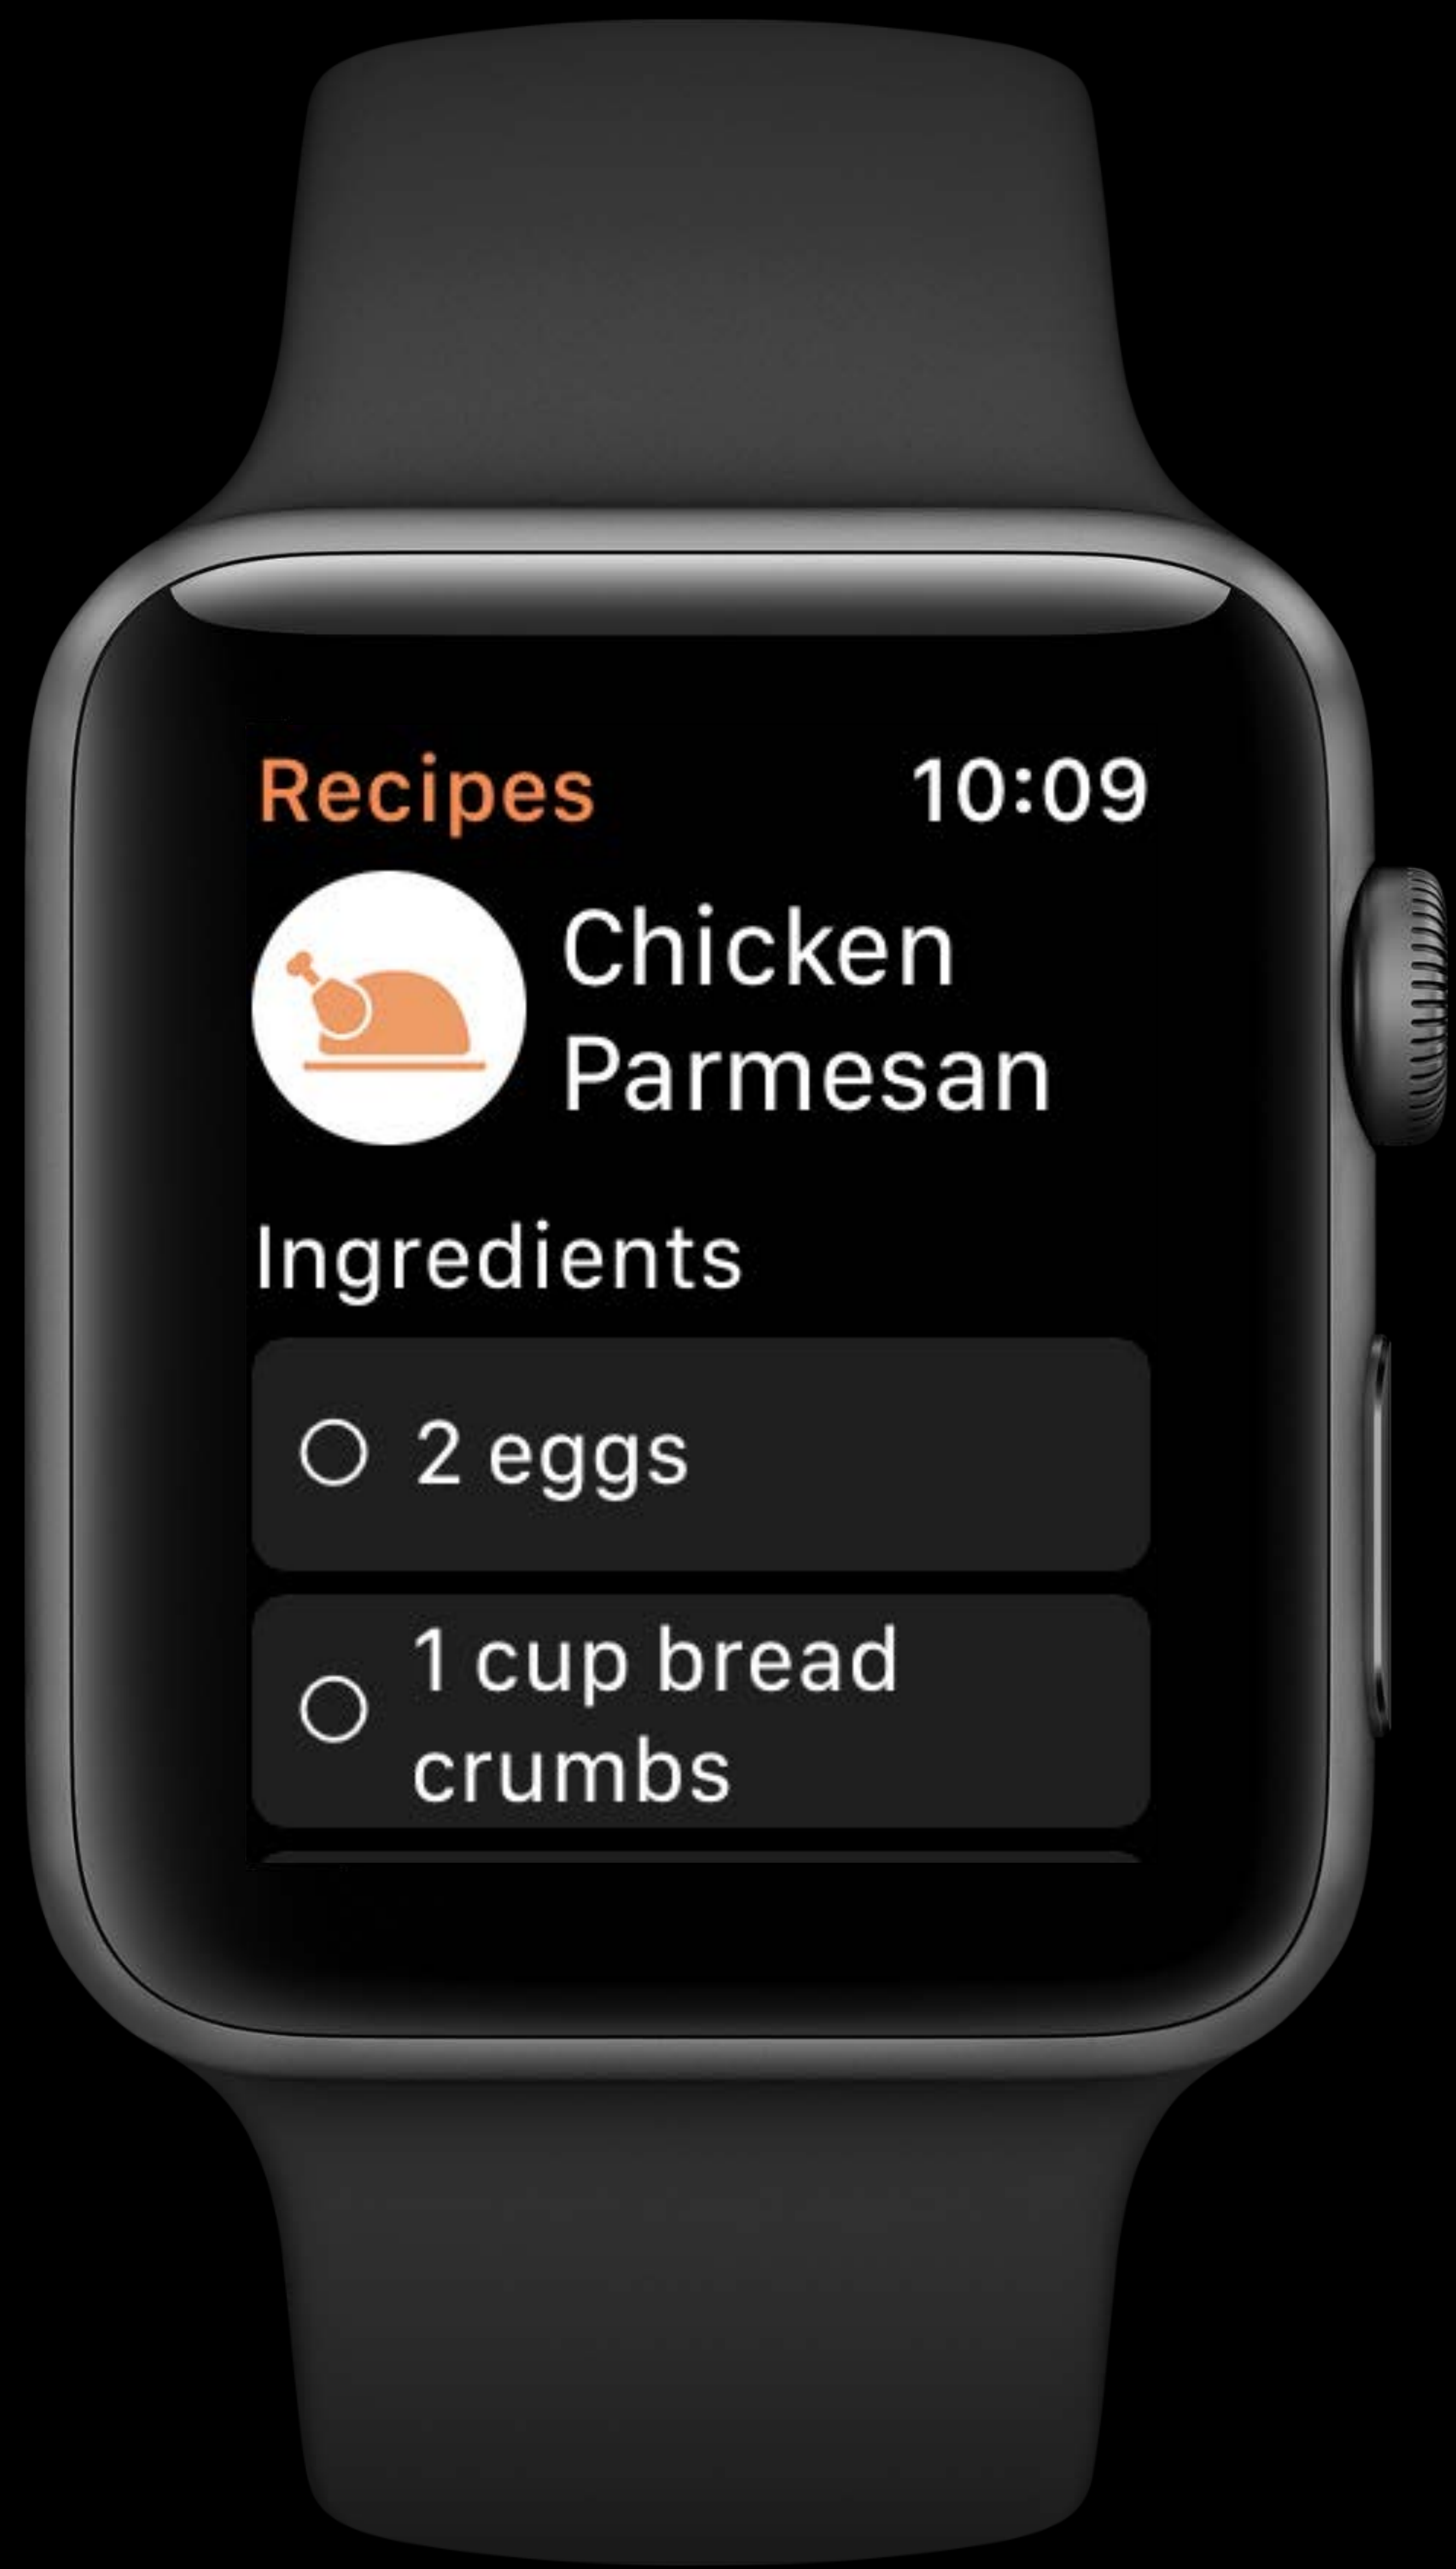 Recipes 10:09
Chicken
Parmesan
Ingredients
2 eggs
1 cup bread
crumbs